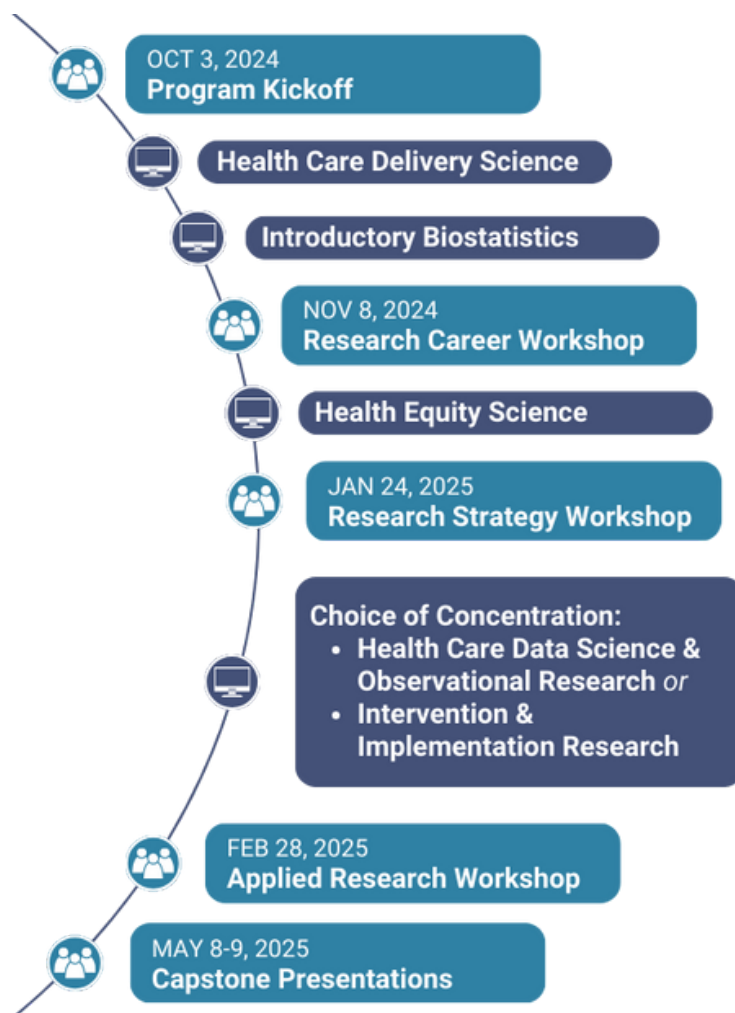 OCT 3, 2024
Program Kickoff
Health Care Delivery Science
Introductory Biostatistics
NOV 8, 2024
Research Career Workshop
Health Equity Science
JAN 24, 2025
Research Strategy Workshop
Choice of Concentration:
• Health Care Data Science &
Observational Research or
• Intervention &
Implementation Research
FEB 28, 2025
Applied Research Workshop
MAY 8-9, 2025
Capstone Presentations